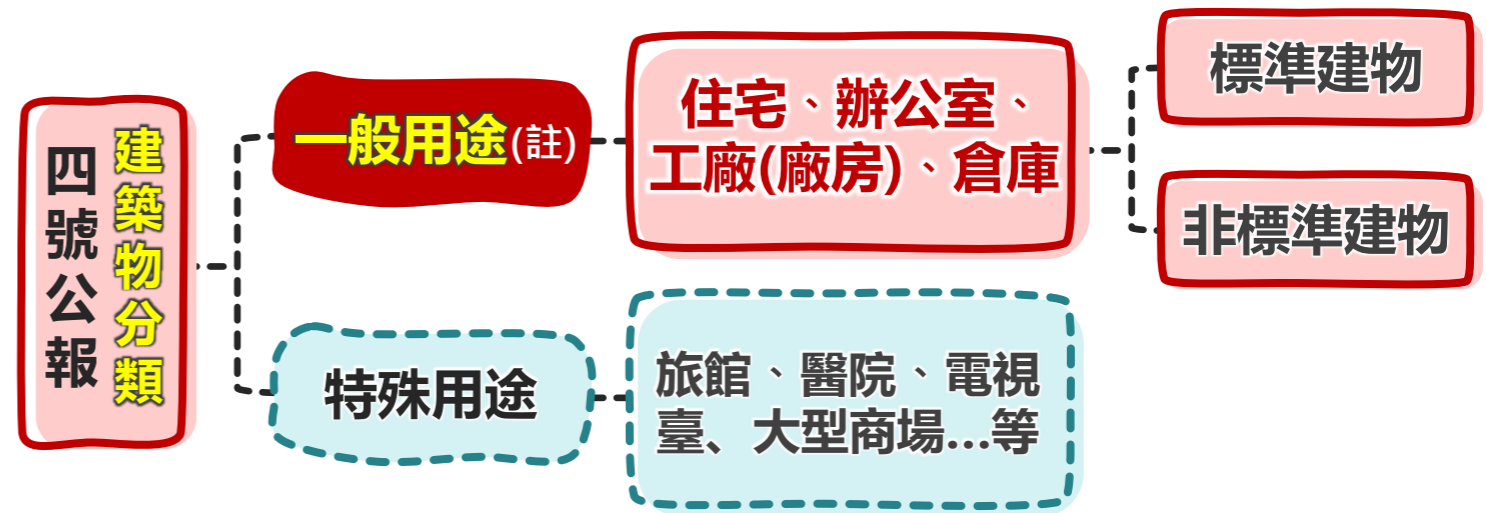 四號公報
建築物分類
一般用途(註)
住宅、辦公室、
工廠(廠房)、倉庫
標準建物
非標準建物
特殊用途
旅館、醫院、電視
臺、大型商場...等